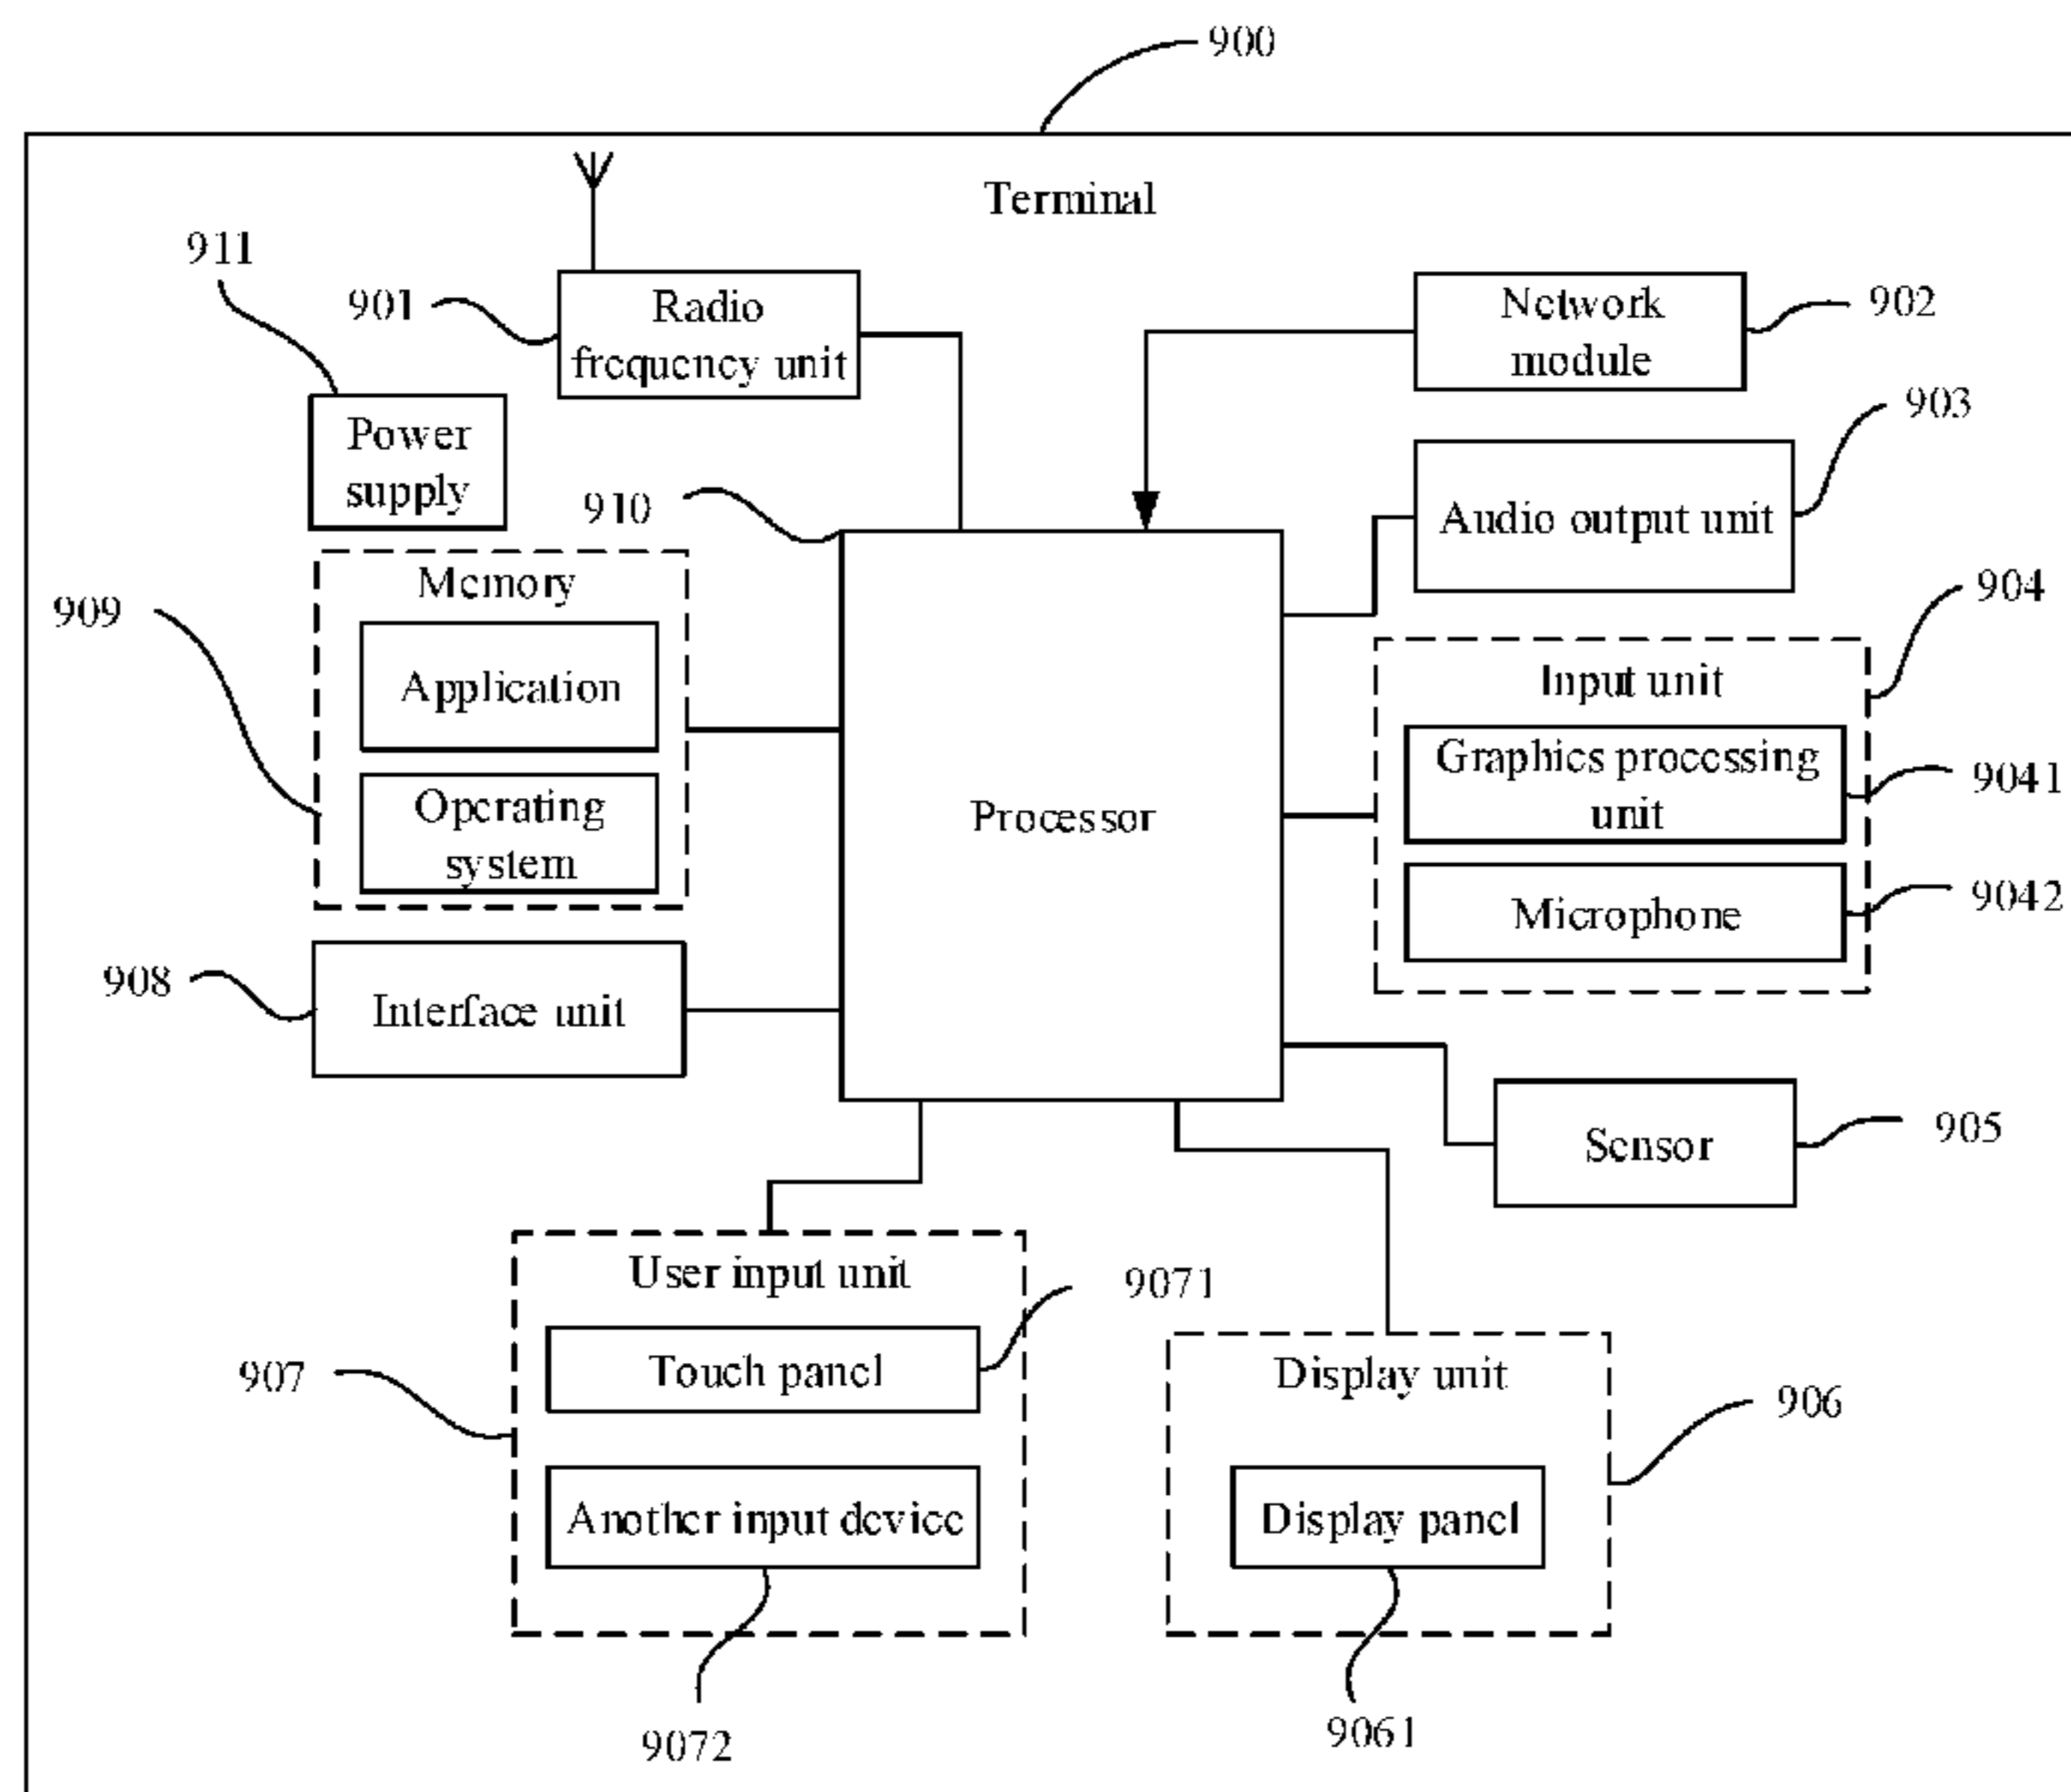 900
Terminal
911
901
Radio
frequency unit
Network
module
902
903
Power
supply
910
Audio output unit
904
909
Memory
Application
Operating
system
Processor
Input unit
Graphics processing
unit
9041
Microphone
9042
908
Interface unit
Sensor
905
User input unit
9071
907
Touch panel
Another input device
9072
Display unit
906
Display panel
9061